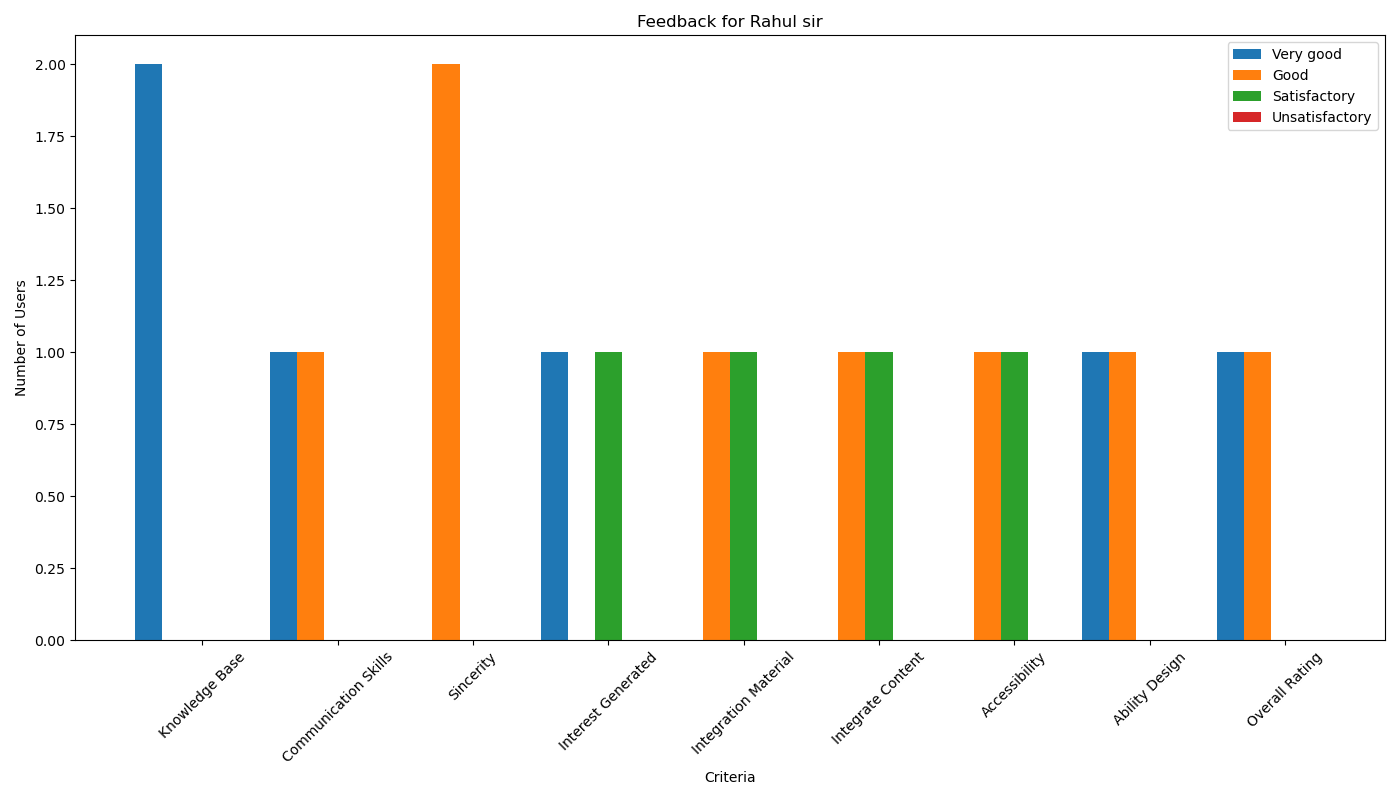 Feedback for Rahul sir
Very good
Good
Satisfactory
Unsatisfactory
Number of Users
2.00
1.75
1.50
1.25
1.00
0.75
0.50
0.25
0.00
Knowledge Base
Communication Skills
Sincerity
Interest Generated
Integration Material
Integrate Content
Accessibility
Ability Design
Overall Rating
Criteria